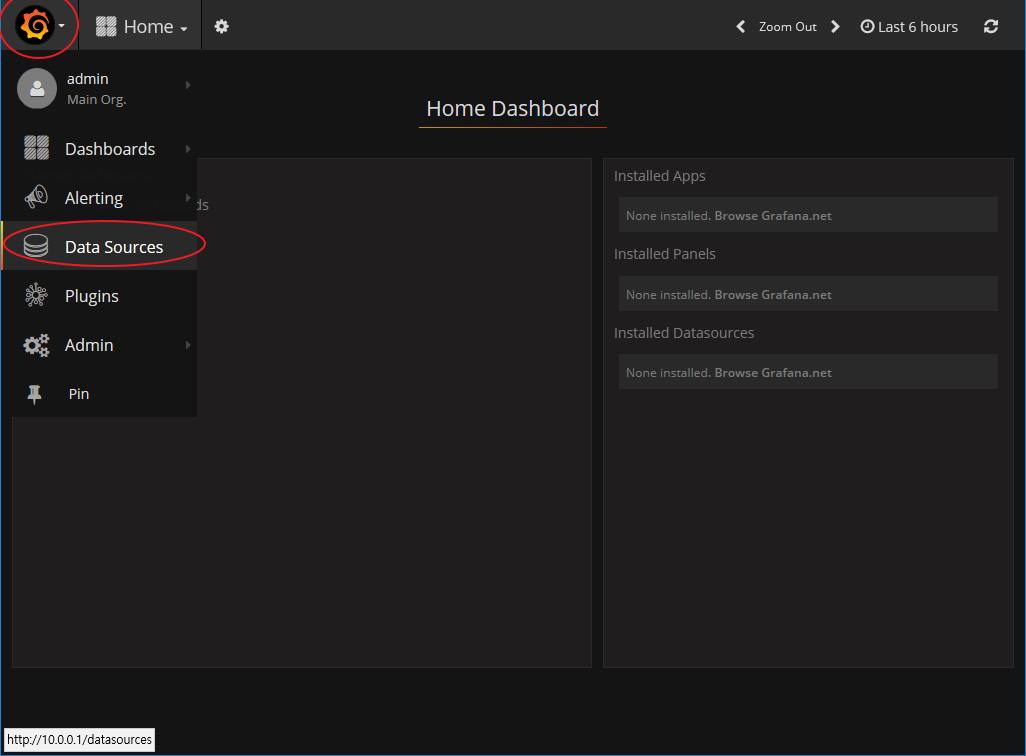 Home
Zoom Out
Last 6 hours
admin
Main Org.
Home Dashboard
Dashboards
Alerting
ds
Data Sources
Plugins
Admin
Pin
Installed Apps
None installed. Browse Grafana.net
Installed Panels
None installed. Browse Grafana.net
Installed Datasources
None installed. Browse Grafana.net
http://10.0.0.1/datasources